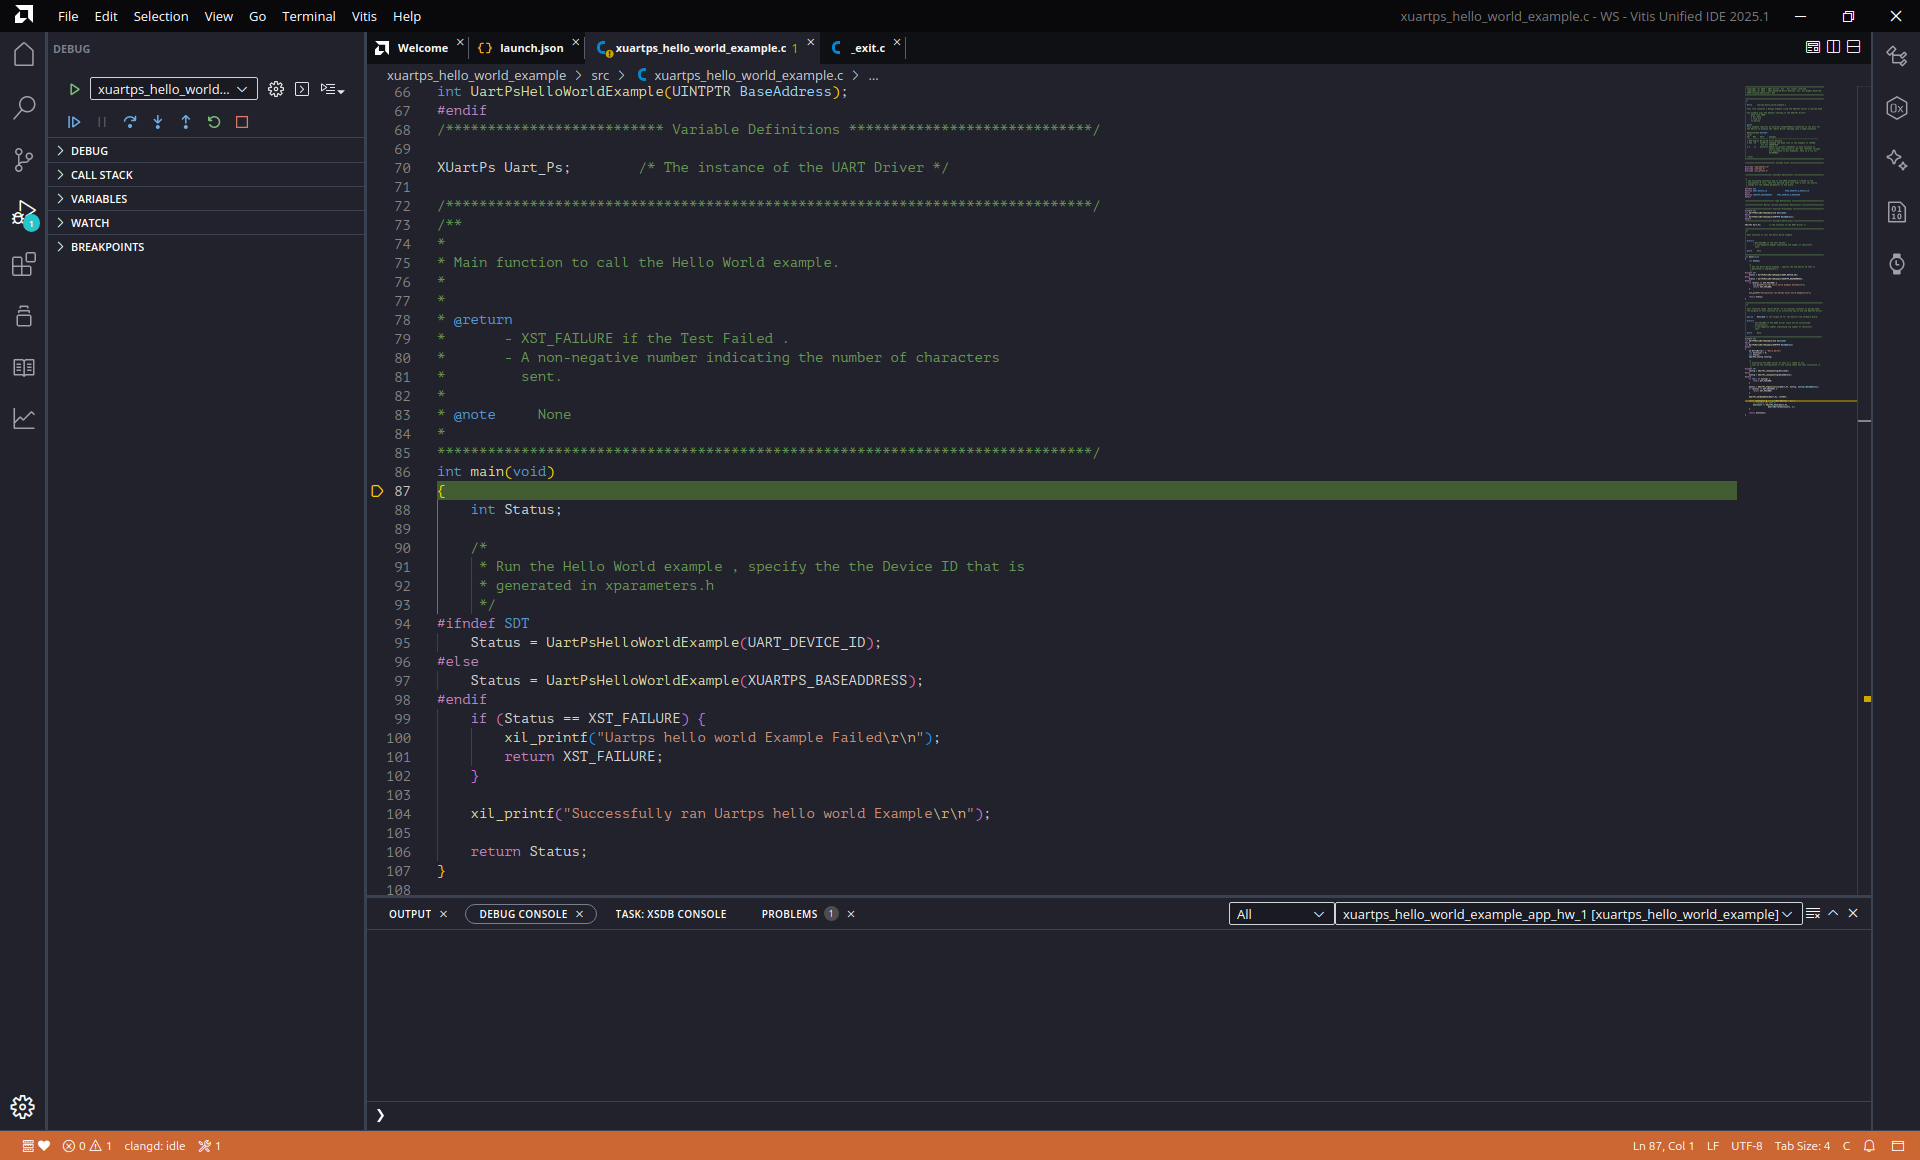 File Edit Selection View Go Terminal Vitis Help
xuartps_hello_world_example.c - WS - Vitis Unified IDE 2025.1
DEBUG
xuartps_hello_world...
DEBUG
CALL STACK
VARIABLES
WATCH
BREAKPOINTS
1
Welcome
launch.json
xuartps_hello_world_example.c 1
_exit.c
xuartps_hello_world_example > src > xuartps_hello_world_example.c > ...
66 int UartPsHelloWorldExample(UINTPTR BaseAddress);
67 #endif
68 /************************** Variable Definitions *****************************/
69
70 XUartPs Uart_Ps; /* The instance of the UART Driver */
71
72 /*****************************************************************************/
73 /**
74 *
75 * Main function to call the Hello World example.
76 *
77 *
78 * @return
79 * - XST_FAILURE if the Test Failed .
80 * - A non-negative number indicating the number of characters
81 * sent.
82 *
83 * @note None
84 *
85 ******************************************************************************/
86 int main(void)
87 {
88 int Status;
89
90 /*
91 * Run the Hello World example , specify the the Device ID that is
92 * generated in xparameters.h
93 */
94 #ifndef SDT
95 Status = UartPsHelloWorldExample(UART_DEVICE_ID);
96 #else
97 Status = UartPsHelloWorldExample(XUARTPS_BASEADDRESS);
98 #endif
99 if (Status == XST_FAILURE) {
100 xil_printf("Uartps hello world Example Failed\r\n");
101 return XST_FAILURE;
102 }
103
104 xil_printf("Successfully ran Uartps hello world Example\r\n");
105
106 return Status;
107 }
108
OUTPUT DEBUG CONSOLE TASK: XSDB CONSOLE PROBLEMS 1
All
xuartps_hello_world_example_app_hw_1 [xuartps_hello_world_example]
0x
01
10
❯
0 1 clangd: idle 1
Ln 87, Col 1 LF UTF-8 Tab Size: 4 C